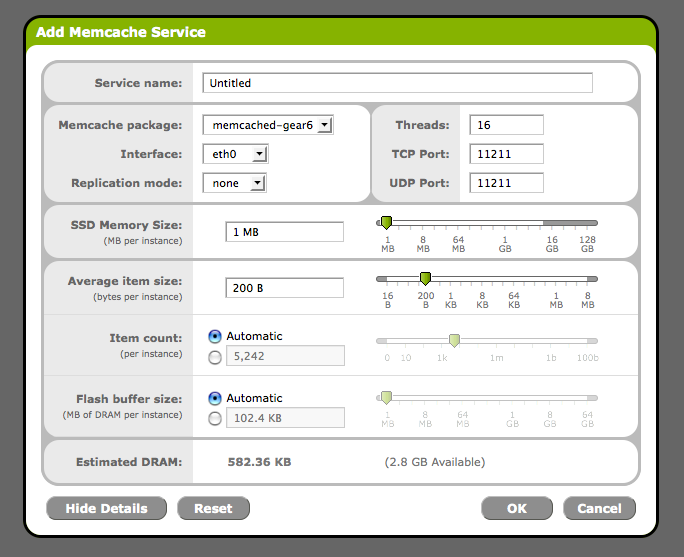 Add Memcache Service
Service name: Untitled
Memcache package: memcached-gear6 Threads: 16
Interface: eth0 TCP Port: 11211
Replication mode: none UDP Port: 11211
SSD Memory Size: 1 MB
(MB per instance)
1 8 64 1 16 128
MB MB MB GB GB GB
Average item size: 200 B
(bytes per instance)
16 200 1 8 64 1 8
B B KB KB KB MB MB
Item count: Automatic
(per instance) 5,242
0 10 1k 1m 1b 100b
Flash buffer size: Automatic
(MB of DRAM per instance) 102.4 KB
1 8 64 1 8 64
MB MB MB GB GB GB
Estimated DRAM: 582.36 KB (2.8 GB Available)
Hide Details Reset OK Cancel